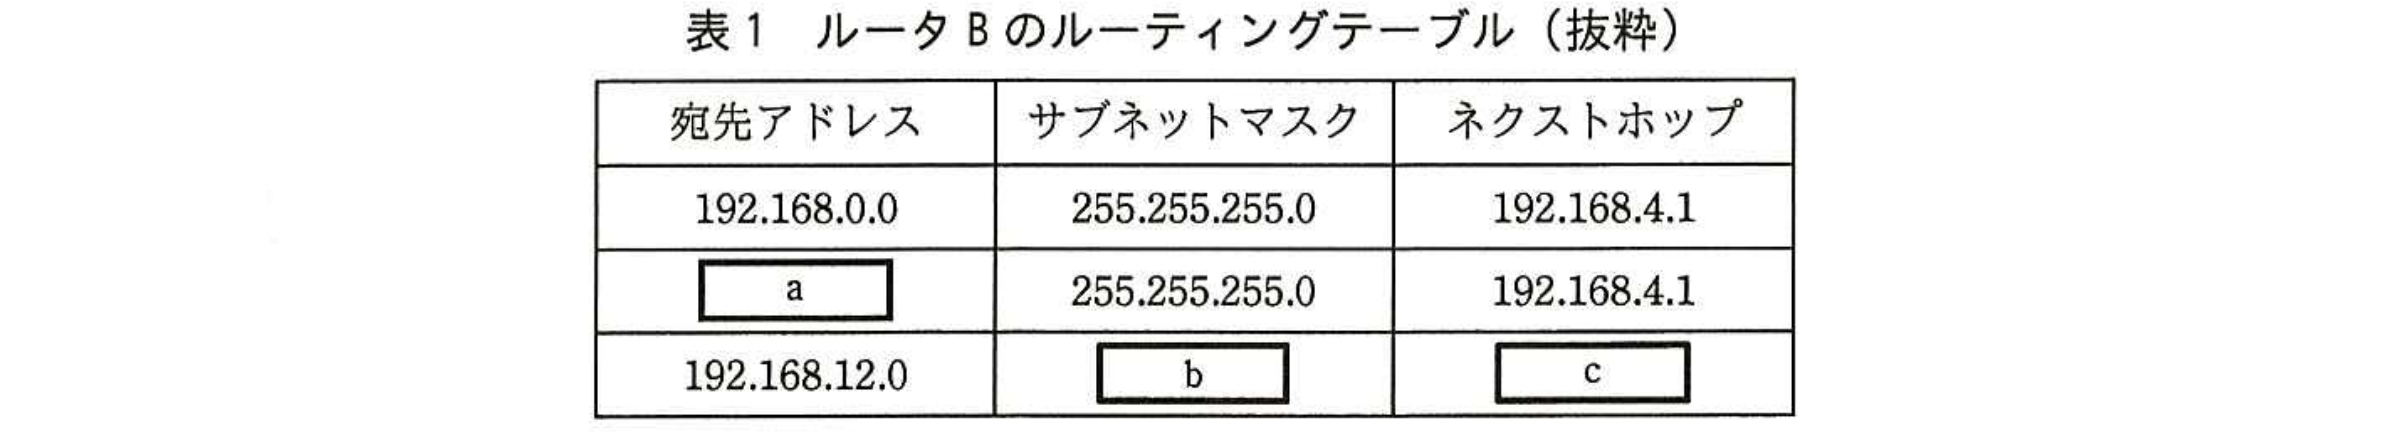 表1 ルータBのルーティングテーブル（抜粋）
宛先アドレス サブネットマスク ネクストホップ
192.168.0.0 255.255.255.0 192.168.4.1
a 255.255.255.0 192.168.4.1
192.168.12.0 b c